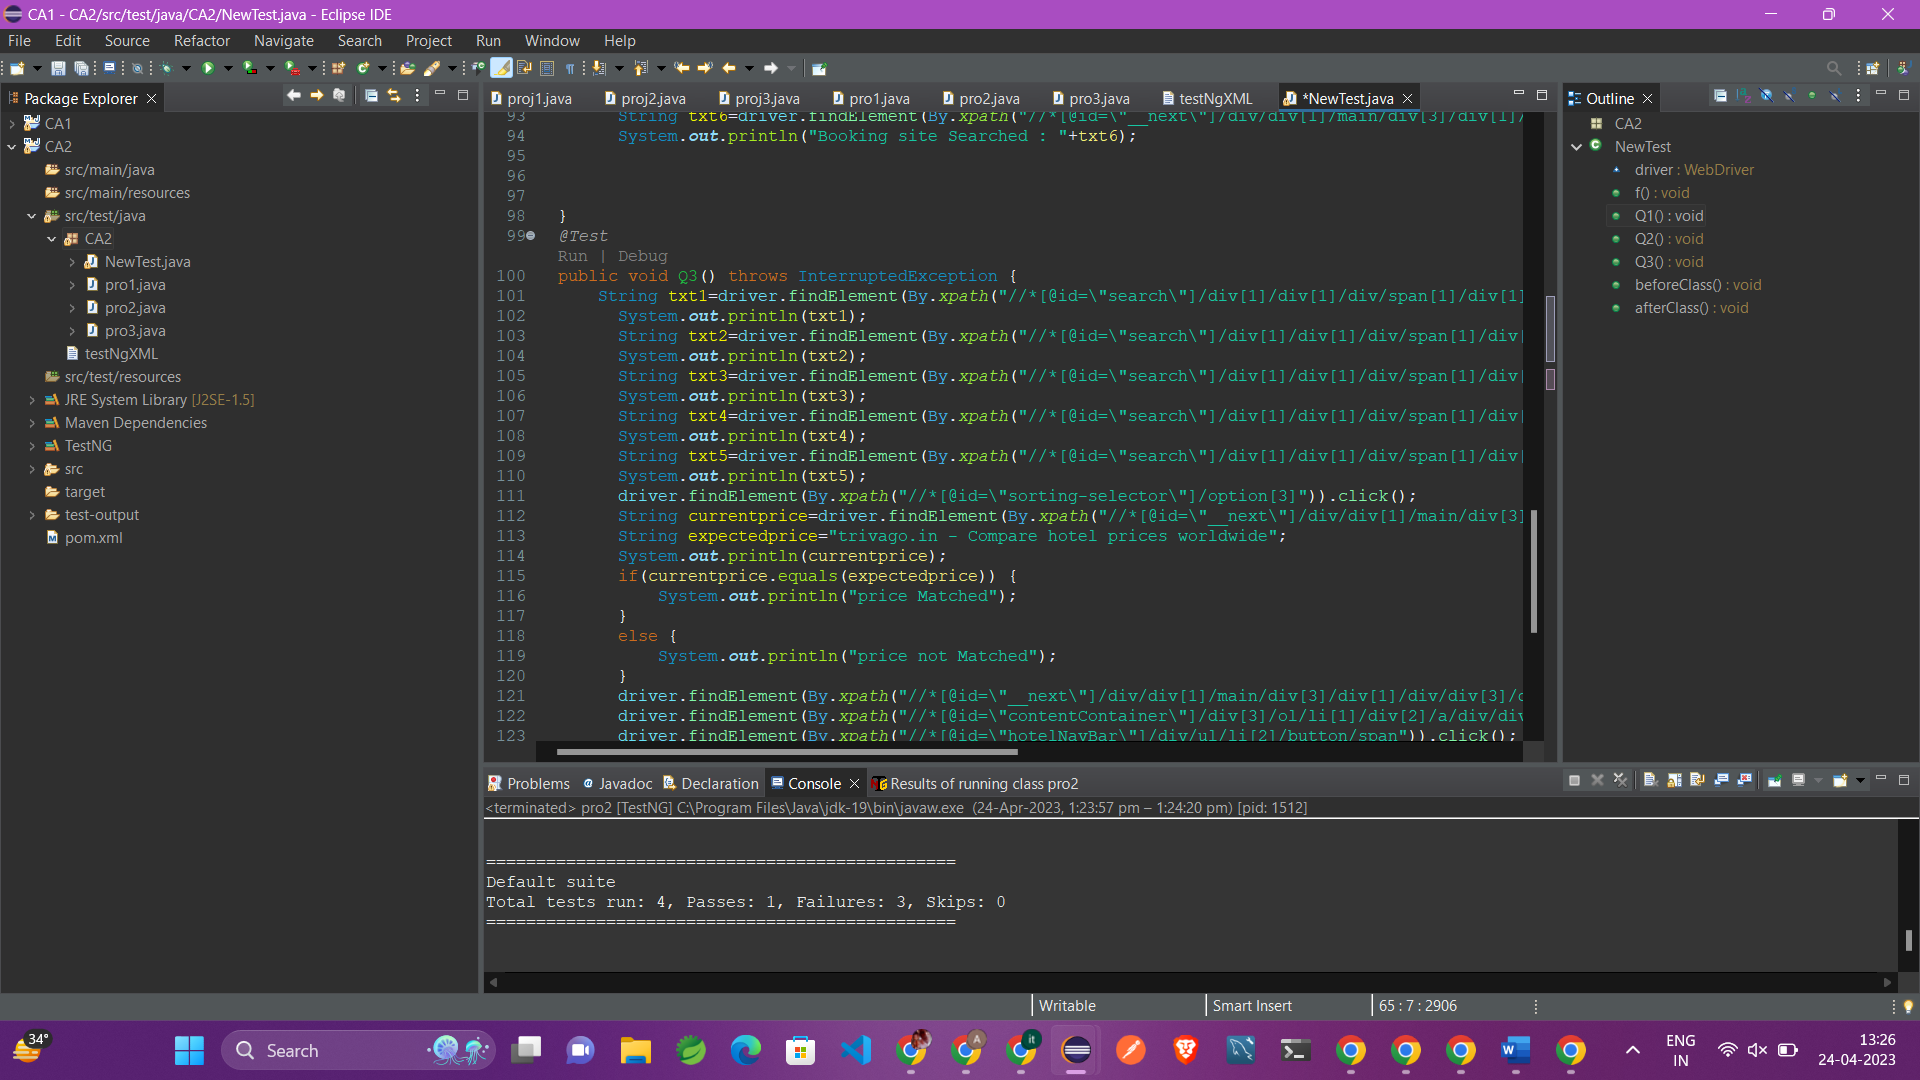 CA1 - CA2/src/test/java/CA2/NewTest.java - Eclipse IDE
File Edit Source Refactor Navigate Search Project Run Window Help
Package Explorer
CA1
CA2
src/main/java
src/main/resources
src/test/java
CA2
NewTest.java
pro1.java
pro2.java
pro3.java
testNgXML
src/test/resources
JRE System Library [J2SE-1.5]
Maven Dependencies
TestNG
src
target
test-output
pom.xml
proj1.java proj2.java proj3.java pro1.java pro2.java pro3.java testNgXML *NewTest.java
93 String txt6=driver.findElement(By.xpath("//*[@id=\"__next\"]/div/div[1]/main/div[3]/div[1]/
94 System.out.println("Booking site Searched : "+txt6);
95
96
97
98 }
99 @Test
Run | Debug
100 public void Q3() throws InterruptedException {
101 String txt1=driver.findElement(By.xpath("//*[@id=\"search\"]/div[1]/div[1]/div/span[1]/div[1]
102 System.out.println(txt1);
103 String txt2=driver.findElement(By.xpath("//*[@id=\"search\"]/div[1]/div[1]/div/span[1]/div[
104 System.out.println(txt2);
105 String txt3=driver.findElement(By.xpath("//*[@id=\"search\"]/div[1]/div[1]/div/span[1]/div[
106 System.out.println(txt3);
107 String txt4=driver.findElement(By.xpath("//*[@id=\"search\"]/div[1]/div[1]/div/span[1]/div[
108 System.out.println(txt4);
109 String txt5=driver.findElement(By.xpath("//*[@id=\"search\"]/div[1]/div[1]/div/span[1]/div[
110 System.out.println(txt5);
111 driver.findElement(By.xpath("//*[@id=\"sorting-selector\"]/option[3]")).click();
112 String currentprice=driver.findElement(By.xpath("//*[@id=\"__next\"]/div/div[1]/main/div[3]
113 String expectedprice="trivago.in - Compare hotel prices worldwide";
114 System.out.println(currentprice);
115 if(currentprice.equals(expectedprice)) {
116 System.out.println("price Matched");
117 }
118 else {
119 System.out.println("price not Matched");
120 }
121 driver.findElement(By.xpath("//*[@id=\"__next\"]/div/div[1]/main/div[3]/div[1]/div/div[3]/
122 driver.findElement(By.xpath("//*[@id=\"contentContainer\"]/div[3]/ol/li[1]/div[2]/a/div/div
123 driver.findElement(By.xpath("//*[@id=\"hotelNavBar\"]/div/ul/li[2]/button/span")).click();
Outline
CA2
NewTest
driver : WebDriver
f() : void
Q1() : void
Q2() : void
Q3() : void
beforeClass() : void
afterClass() : void
Problems Javadoc Declaration Console Results of running class pro2
<terminated> pro2 [TestNG] C:\Program Files\Java\jdk-19\bin\javaw.exe (24-Apr-2023, 1:23:57 pm – 1:24:20 pm) [pid: 1512]
===============================================
Default suite
Total tests run: 4, Passes: 1, Failures: 3, Skips: 0
===============================================
Writable Smart Insert 65 : 7 : 2906
34°
Search
A
it
W
ENG
IN
13:26
24-04-2023